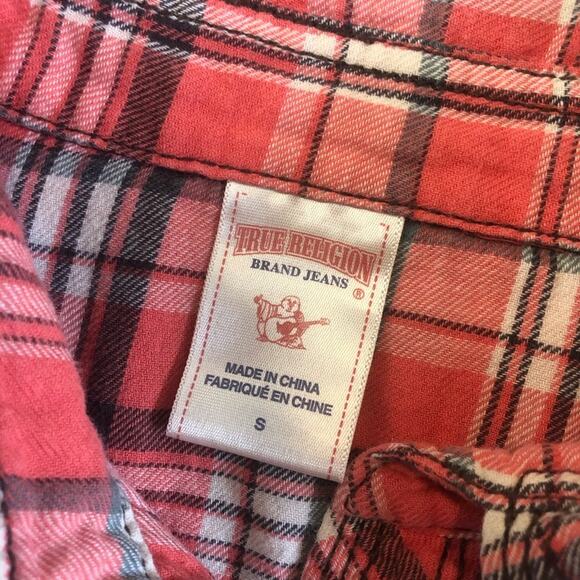 TRUE RELIGION
BRAND JEANS
®
MADE IN CHINA
FABRIQUÉ EN CHINE
S